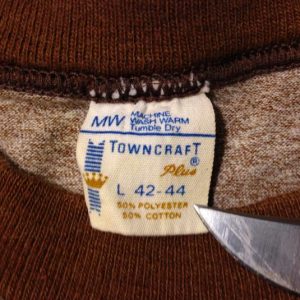 MW MACHINE
WASH WARM
Tumble Dry
TOWNCRAFT®
Plus
L 42-44
50% POLYESTER
50% COTTON